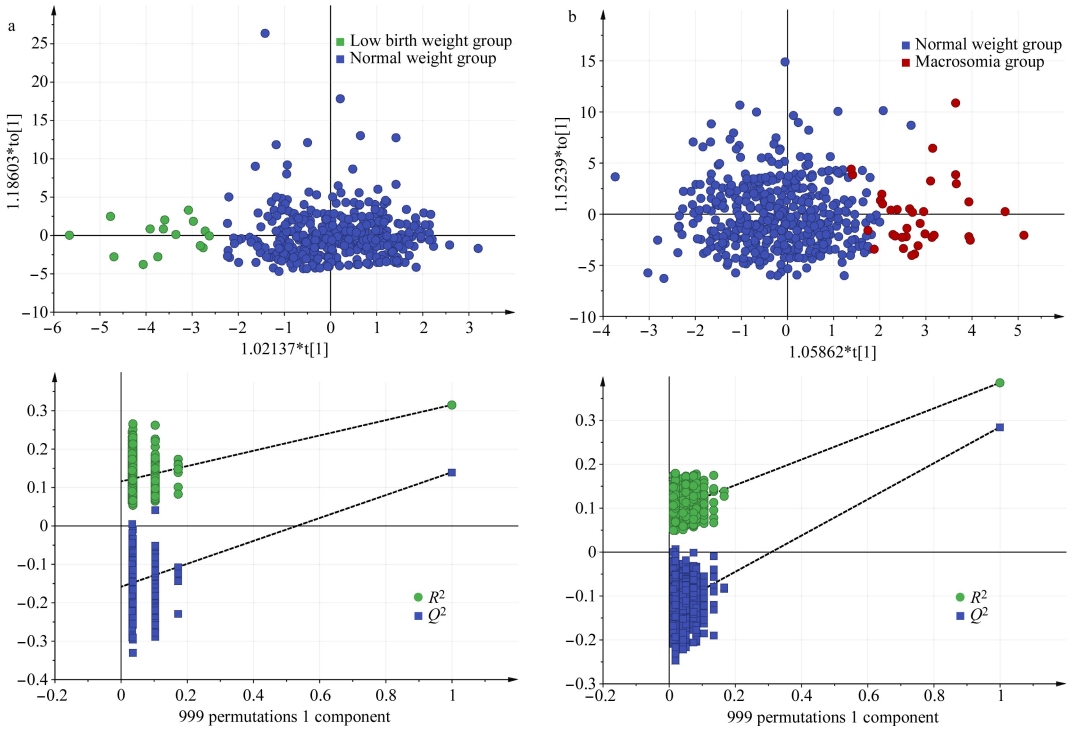 a
Low birth weight group
Normal weight group
1.18603*to[1]
25
20
15
10
5
0
−5
−10
−6 −5 −4 −3 −2 −1 0 1 2 3
1.02137*t[1]
b
Normal weight group
Macrosomia group
1.15239*to[1]
15
10
5
0
−5
−10
−4 −3 −2 −1 0 1 2 3 4 5
1.05862*t[1]
0.3
0.2
0.1
0
−0.1
−0.2
−0.3
−0.4
R²
Q²
−0.2 0 0.2 0.4 0.6 0.8 1
999 permutations 1 component
0.3
0.2
0.1
0
−0.1
−0.2
−0.3
R²
Q²
−0.2 0 0.2 0.4 0.6 0.8 1
999 permutations 1 component